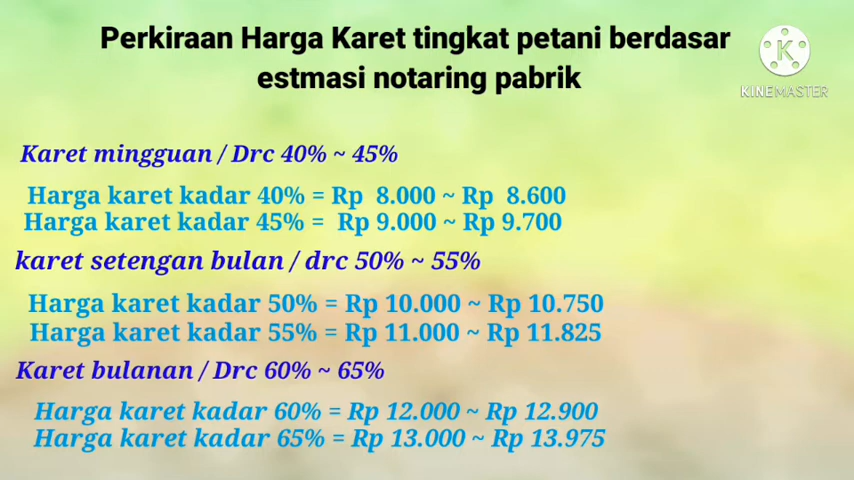 Perkiraan Harga Karet tingkat petani berdasar
estmasi notaring pabrik
KINEMASTER
Karet mingguan / Drc 40% ~ 45%
Harga karet kadar 40% = Rp 8.000 ~ Rp 8.600
Harga karet kadar 45% = Rp 9.000 ~ Rp 9.700
karet setengan bulan / drc 50% ~ 55%
Harga karet kadar 50% = Rp 10.000 ~ Rp 10.750
Harga karet kadar 55% = Rp 11.000 ~ Rp 11.825
Karet bulanan / Drc 60% ~ 65%
Harga karet kadar 60% = Rp 12.000 ~ Rp 12.900
Harga karet kadar 65% = Rp 13.000 ~ Rp 13.975